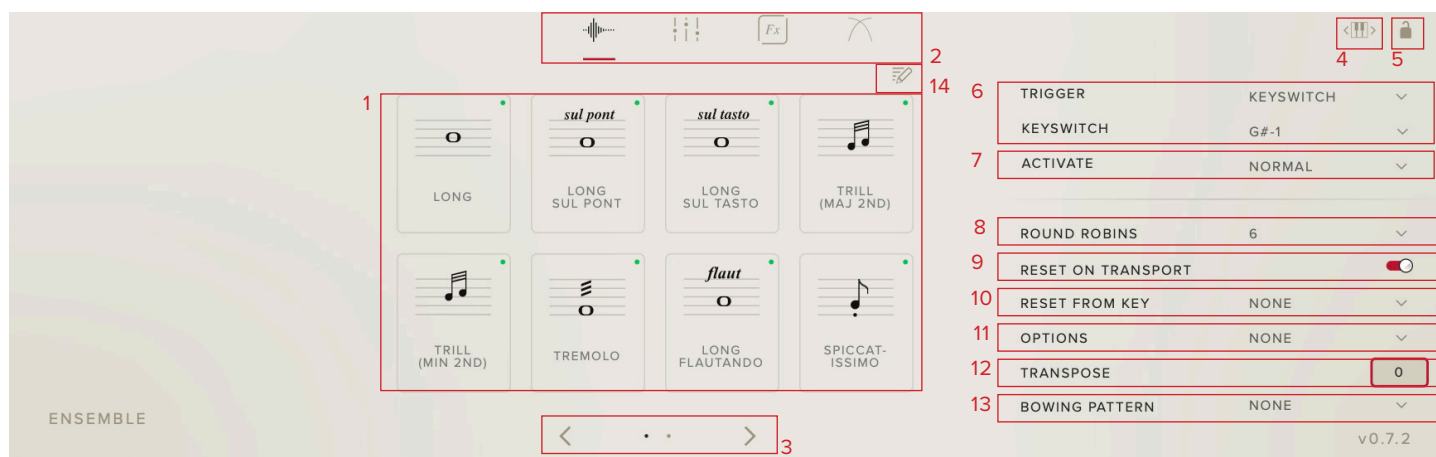 Fx
2
4
5
14
1
LONG
sul pont
LONG
SUL PONT
sul tasto
LONG
SUL TASTO
TRILL
(MAJ 2ND)
TRILL
(MIN 2ND)
TREMOLO
flaut
LONG
FLAUTANDO
SPICCAT-
ISSIMO
3
ENSEMBLE
6 TRIGGER KEYSWITCH
KEYSWITCH G#-1
7 ACTIVATE NORMAL
8 ROUND ROBINS 6
9 RESET ON TRANSPORT
10 RESET FROM KEY NONE
11 OPTIONS NONE
12 TRANSPOSE 0
13 BOWING PATTERN NONE
v0.7.2